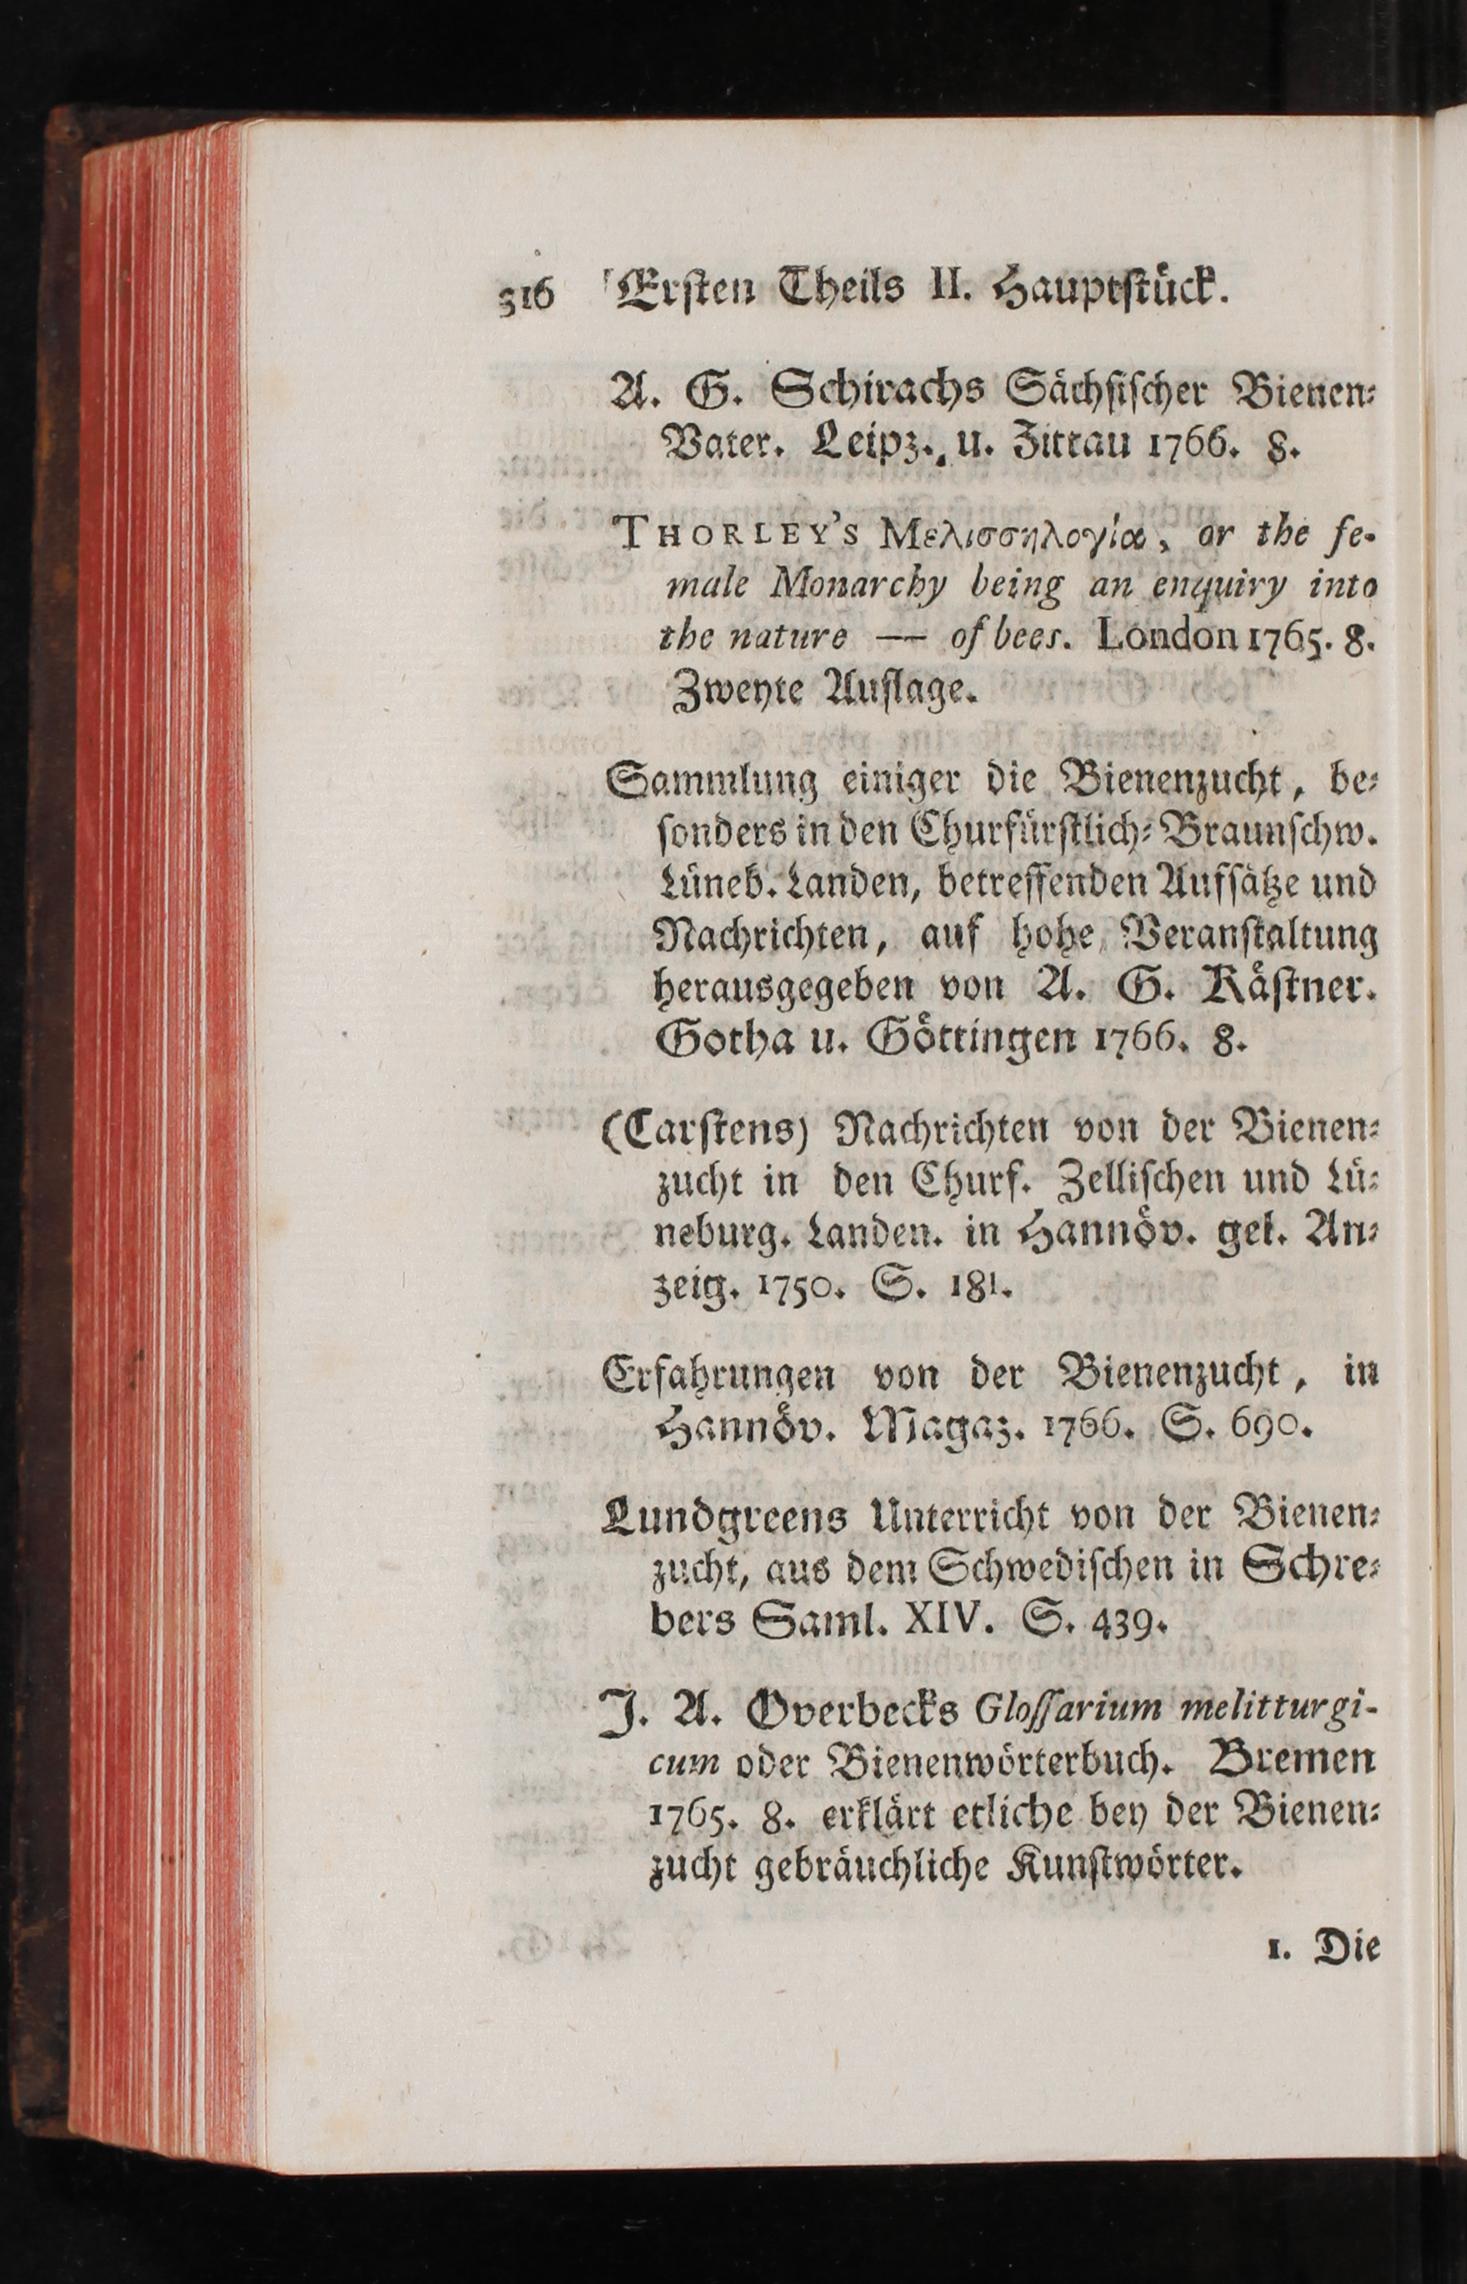 316 Erſten Theils II. Hauptſtück.
A. G. Schirachs Sächſiſcher Bienen⸗
Vater. Leipz. u. Zittau 1766. 8.
THORLEY'S Μελισσηλογία, or the fe-
male Monarchy being an enquiry into
the nature — of bees. London 1765. 8.
Zweyte Auflage.
Sammlung einiger die Bienenzucht, be⸗
ſonders in den Churfürſtlich⸗Braunſchw.
Lüneb. Landen, betreffenden Aufſätze und
Nachrichten, auf hohe Veranſtaltung
herausgegeben von A. G. Käſtner.
Gotha u. Göttingen 1766. 8.
(Carſtens) Nachrichten von der Bienen⸗
zucht in den Churf. Zelliſchen und Lü⸗
neburg. Landen. in Hannöv. gel. An⸗
zeig. 1750. S. 181.
Erfahrungen von der Bienenzucht, in
Hannöv. Magaz. 1766. S. 690.
Lundgreens Unterricht von der Bienen⸗
zucht, aus dem Schwediſchen in Schre⸗
bers Saml. XIV. S. 439.
J. A. Overbecks Gloſſarium melitturgi-
cum oder Bienenwörterbuch. Bremen
1765. 8. erklärt etliche bey der Bienen⸗
zucht gebräuchliche Kunſtwörter.
1. Die